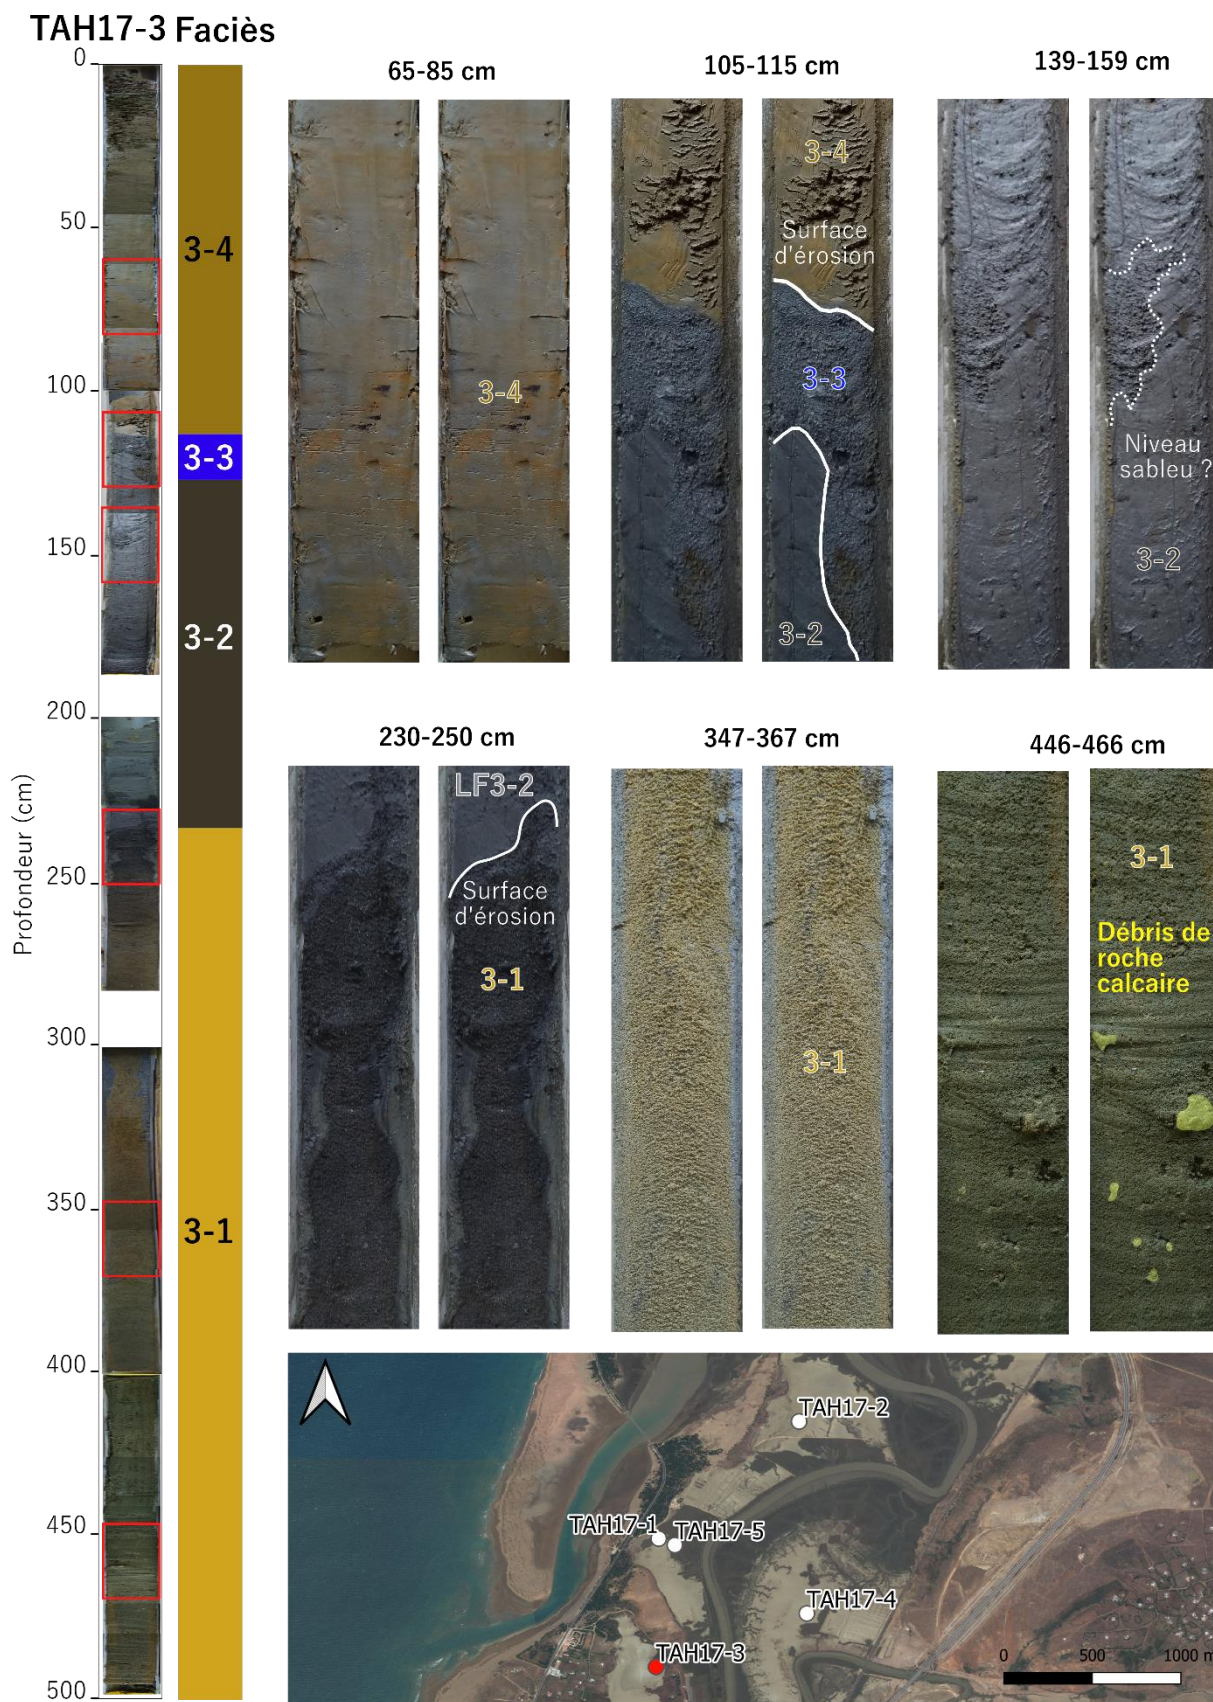 TAH17-3 Faciès
0
50
100
150
200
250
300
350
400
450
500
Profondeur (cm)
3-4
3-3
3-2
3-1
65-85 cm
3-4
105-115 cm
3-4
Surface
d'érosion
3-3
3-2
139-159 cm
Niveau
sableu ?
3-2
230-250 cm
LF3-2
Surface
d'érosion
3-1
347-367 cm
3-1
446-466 cm
3-1
Débris de
roche
calcaire
TAH17-2
TAH17-1
TAH17-5
TAH17-4
TAH17-3
0 500 1000 m